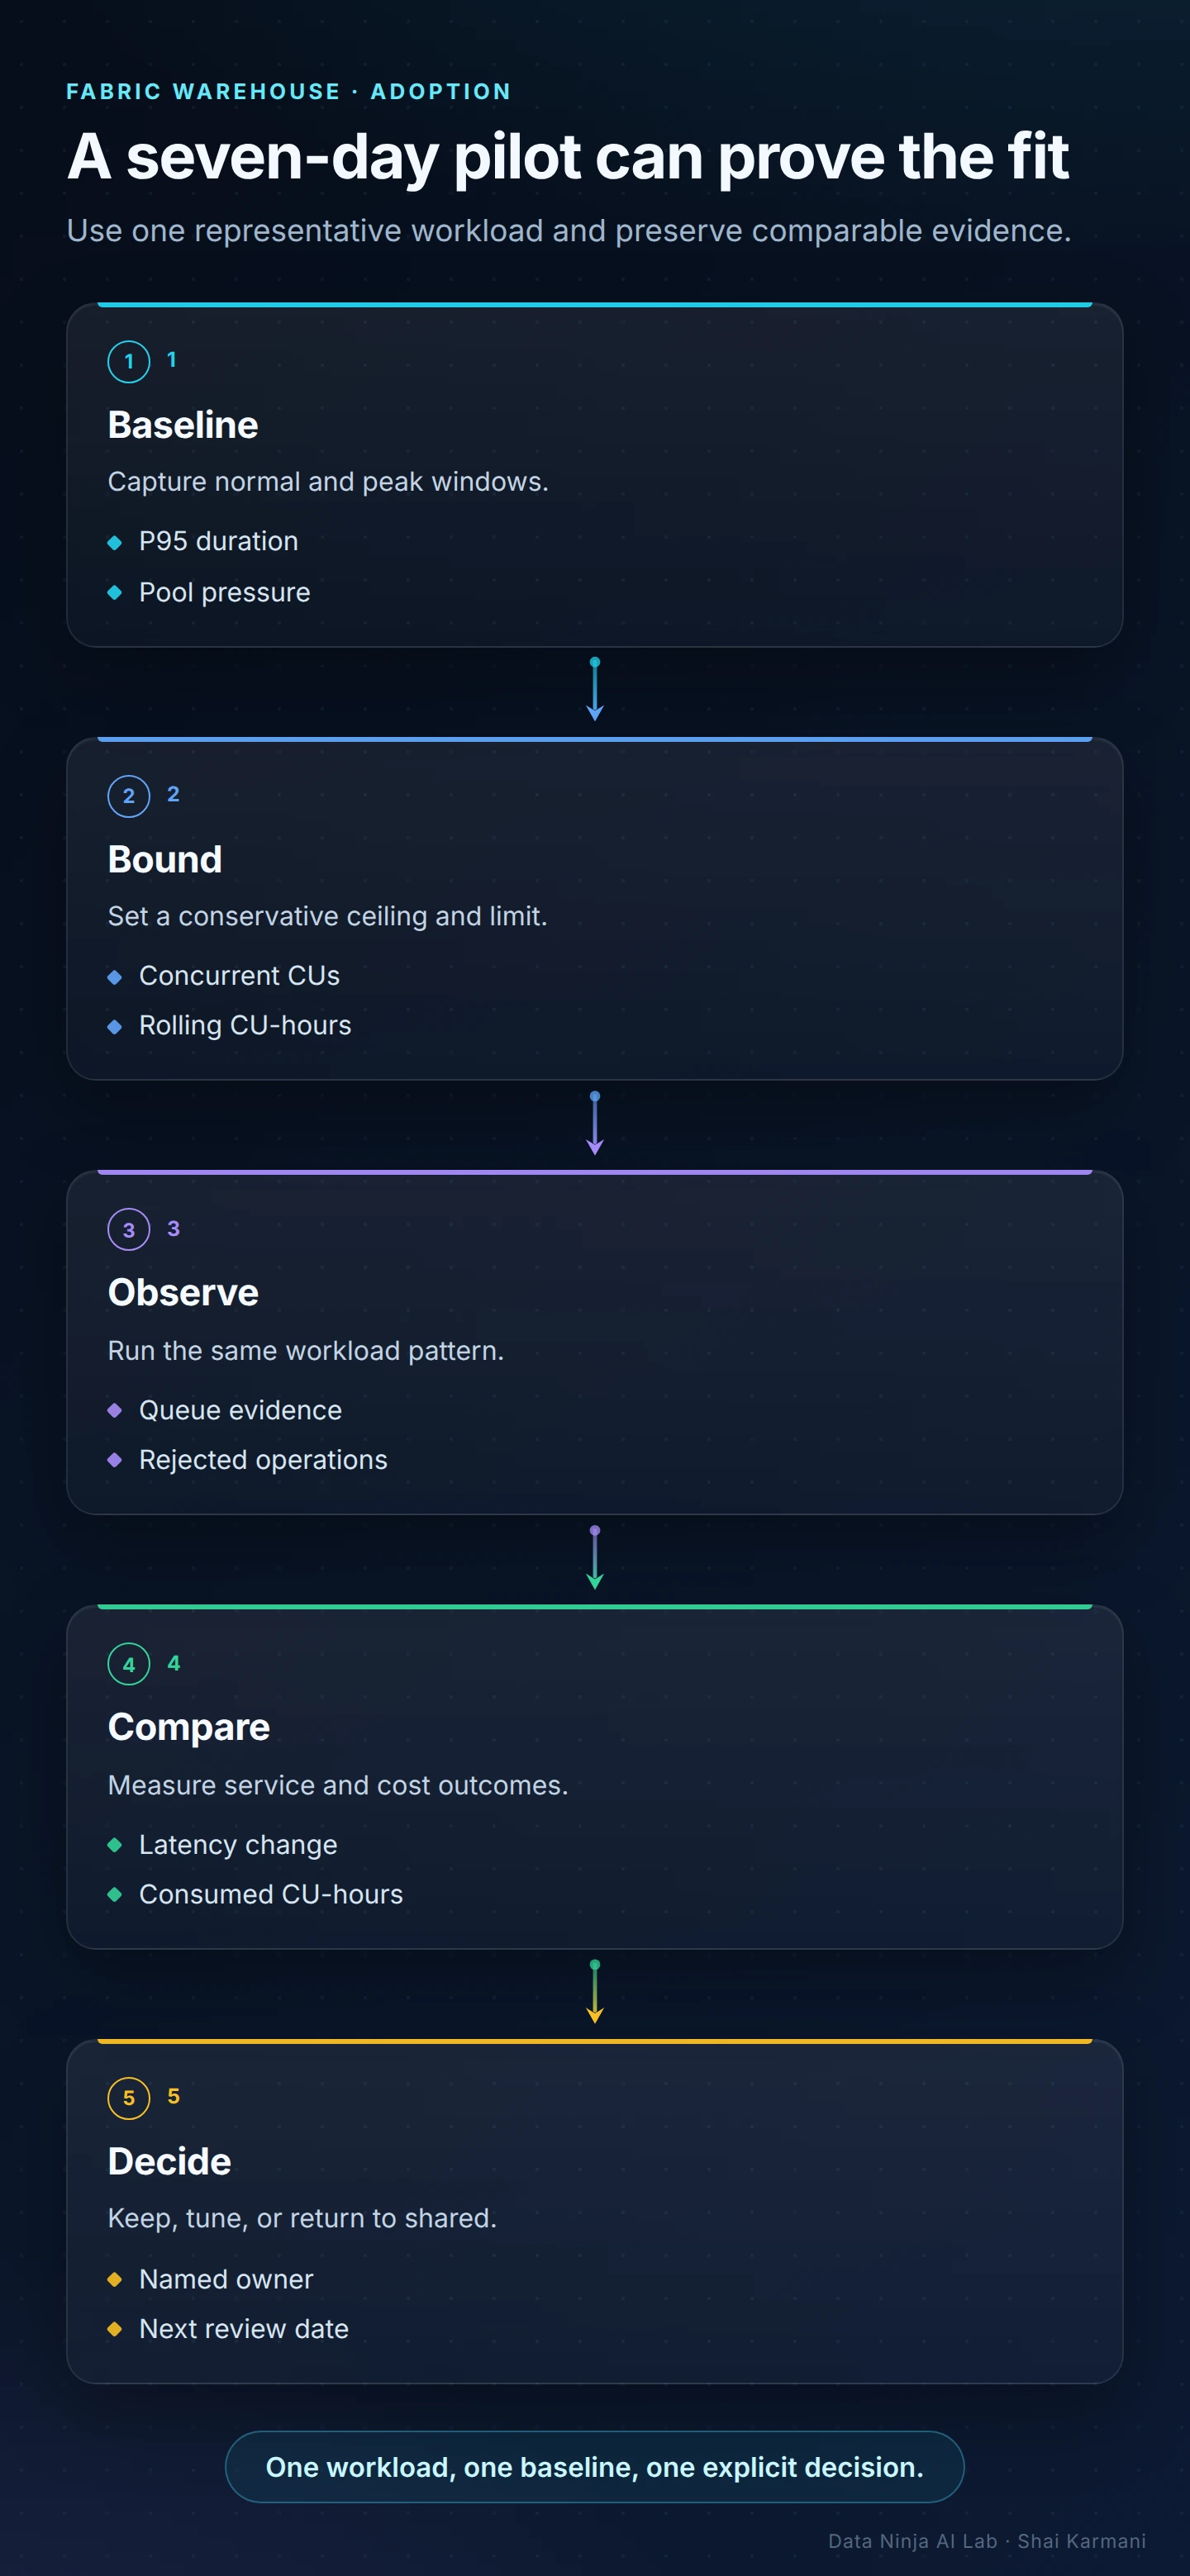 FABRIC WAREHOUSE · ADOPTION
A seven-day pilot can prove the fit
Use one representative workload and preserve comparable evidence.
1 1
Baseline
Capture normal and peak windows.
P95 duration
Pool pressure
2 2
Bound
Set a conservative ceiling and limit.
Concurrent CUs
Rolling CU-hours
3 3
Observe
Run the same workload pattern.
Queue evidence
Rejected operations
4 4
Compare
Measure service and cost outcomes.
Latency change
Consumed CU-hours
5 5
Decide
Keep, tune, or return to shared.
Named owner
Next review date
One workload, one baseline, one explicit decision.
Data Ninja AI Lab · Shai Karmani